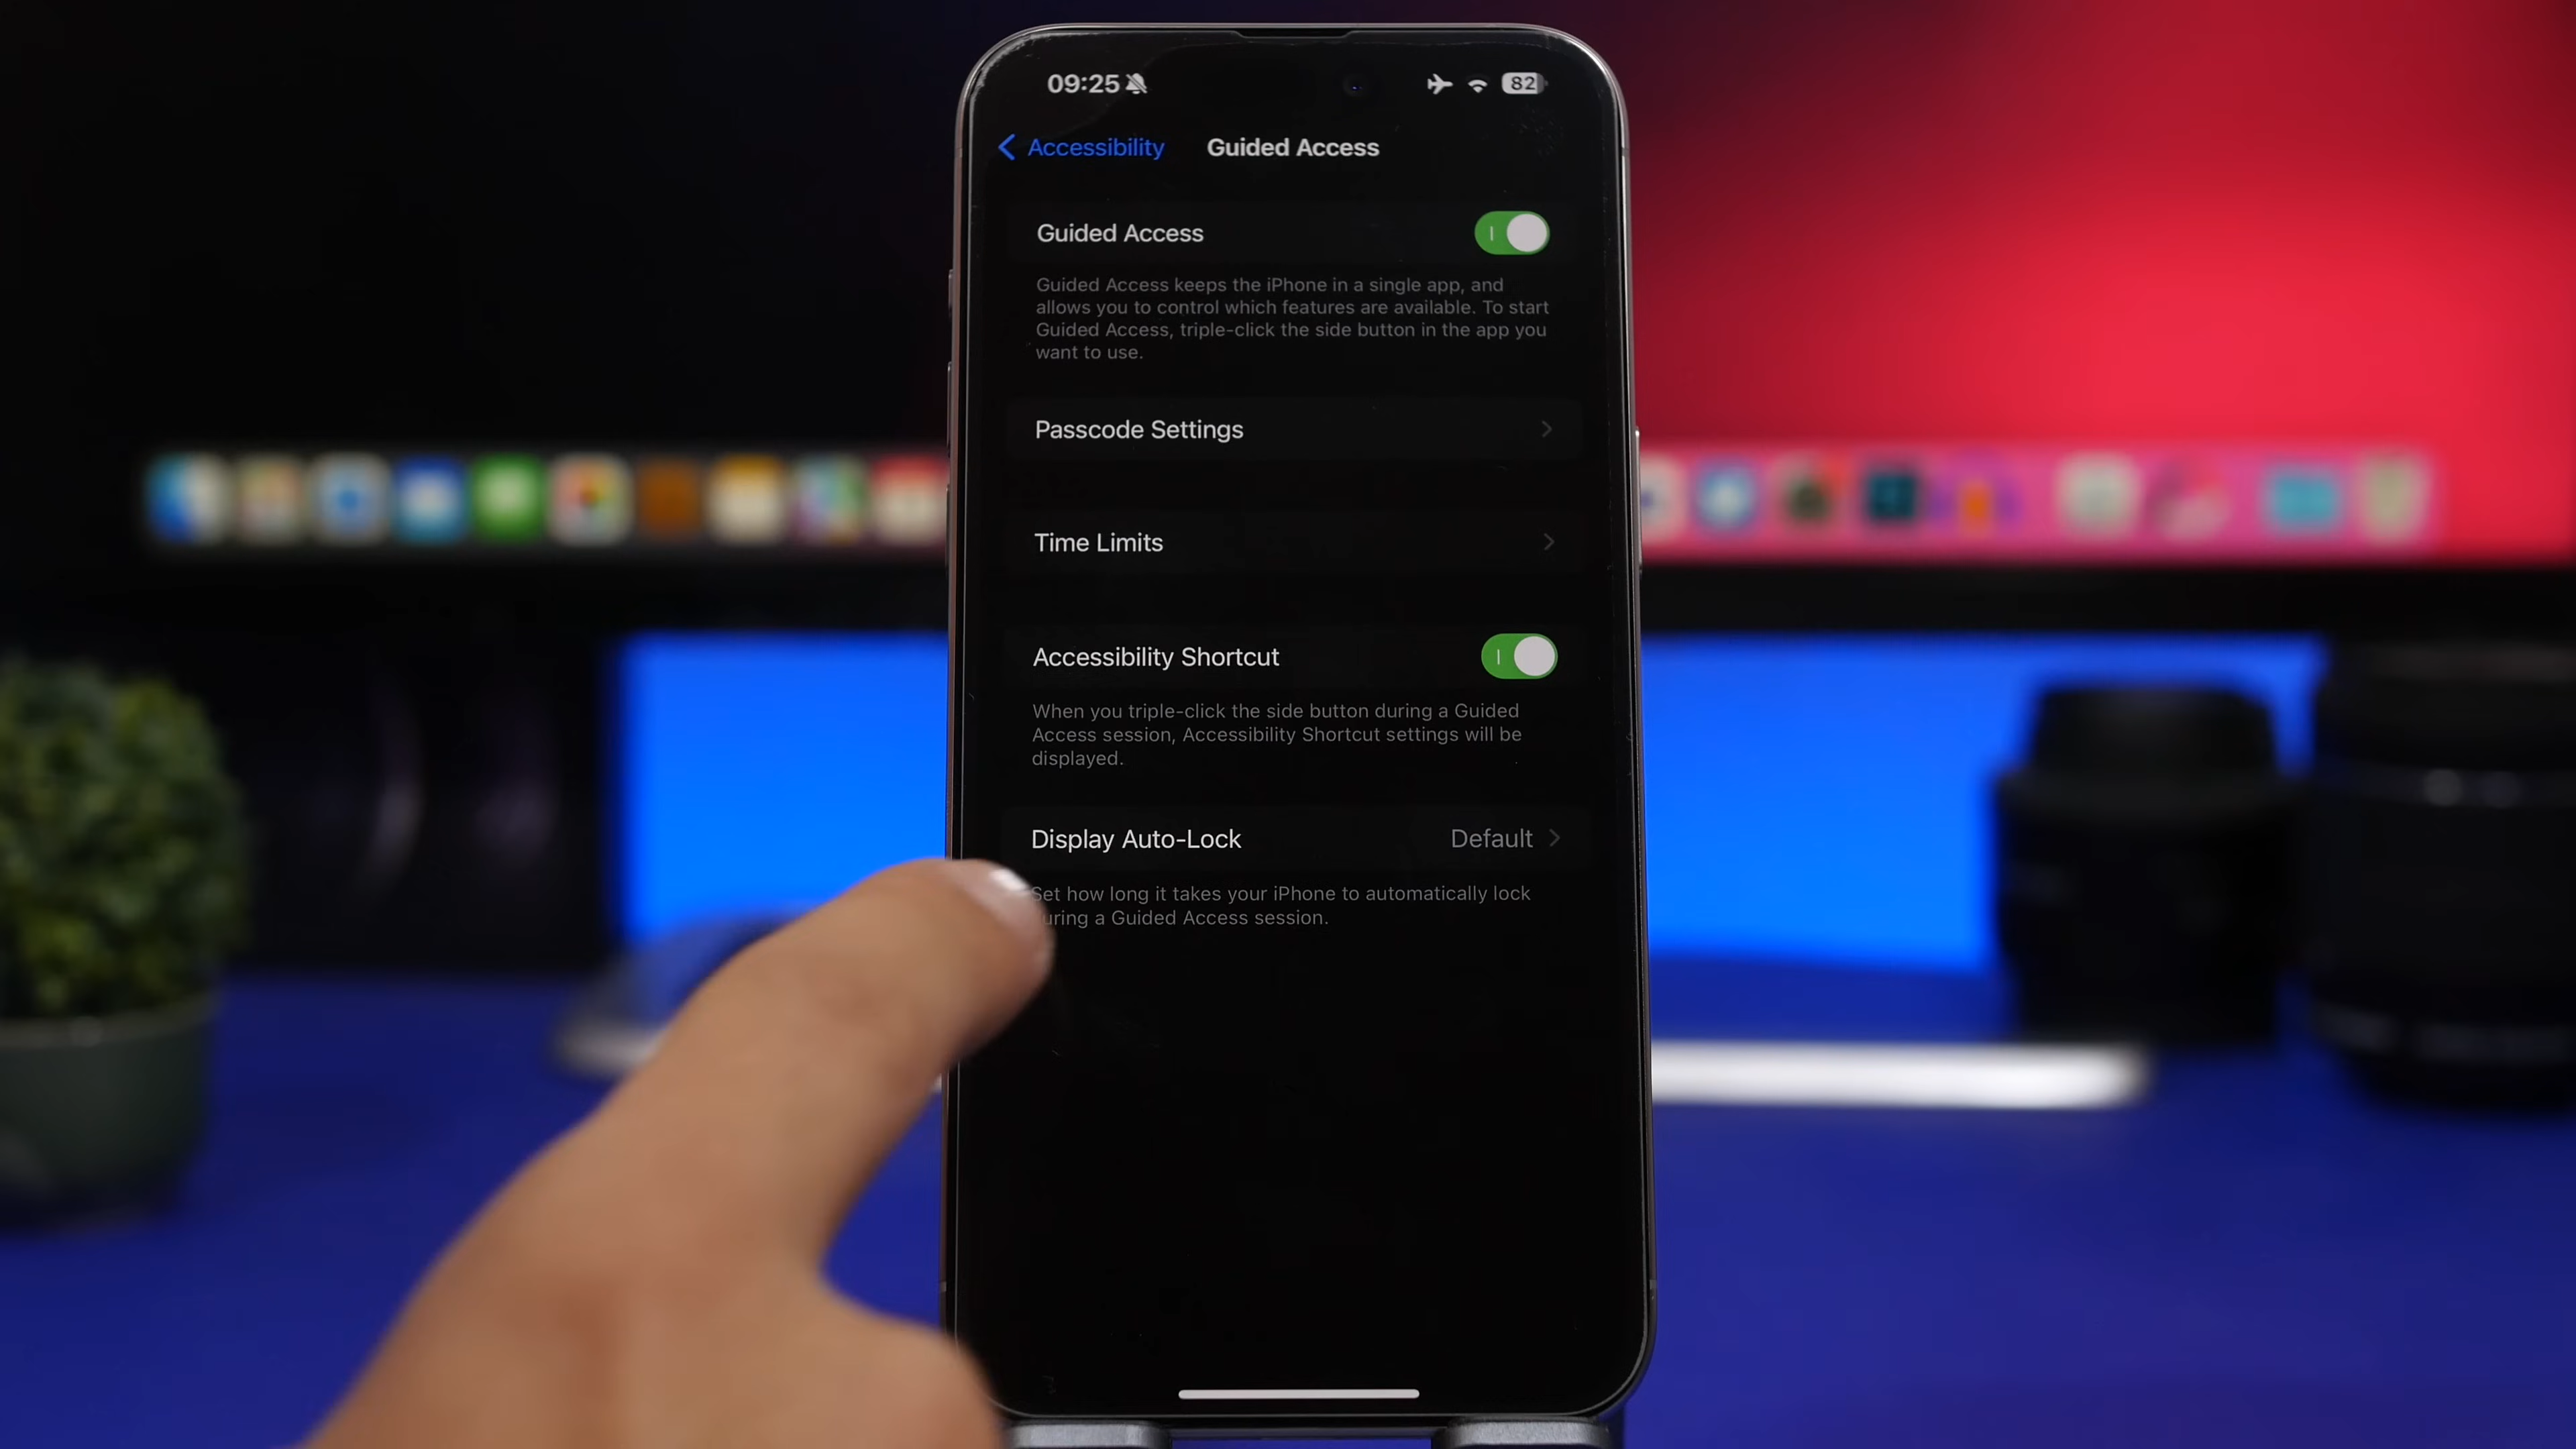 09:25
82
Accessibility
Guided Access
Guided Access
Guided Access keeps the iPhone in a single app, and
allows you to control which features are available. To start
Guided Access, triple-click the side button in the app you
want to use.
Passcode Settings
Time Limits
Accessibility Shortcut
When you triple-click the side button during a Guided
Access session, Accessibility Shortcut settings will be
displayed.
Display Auto-Lock
Default
Set how long it takes your iPhone to automatically lock
during a Guided Access session.